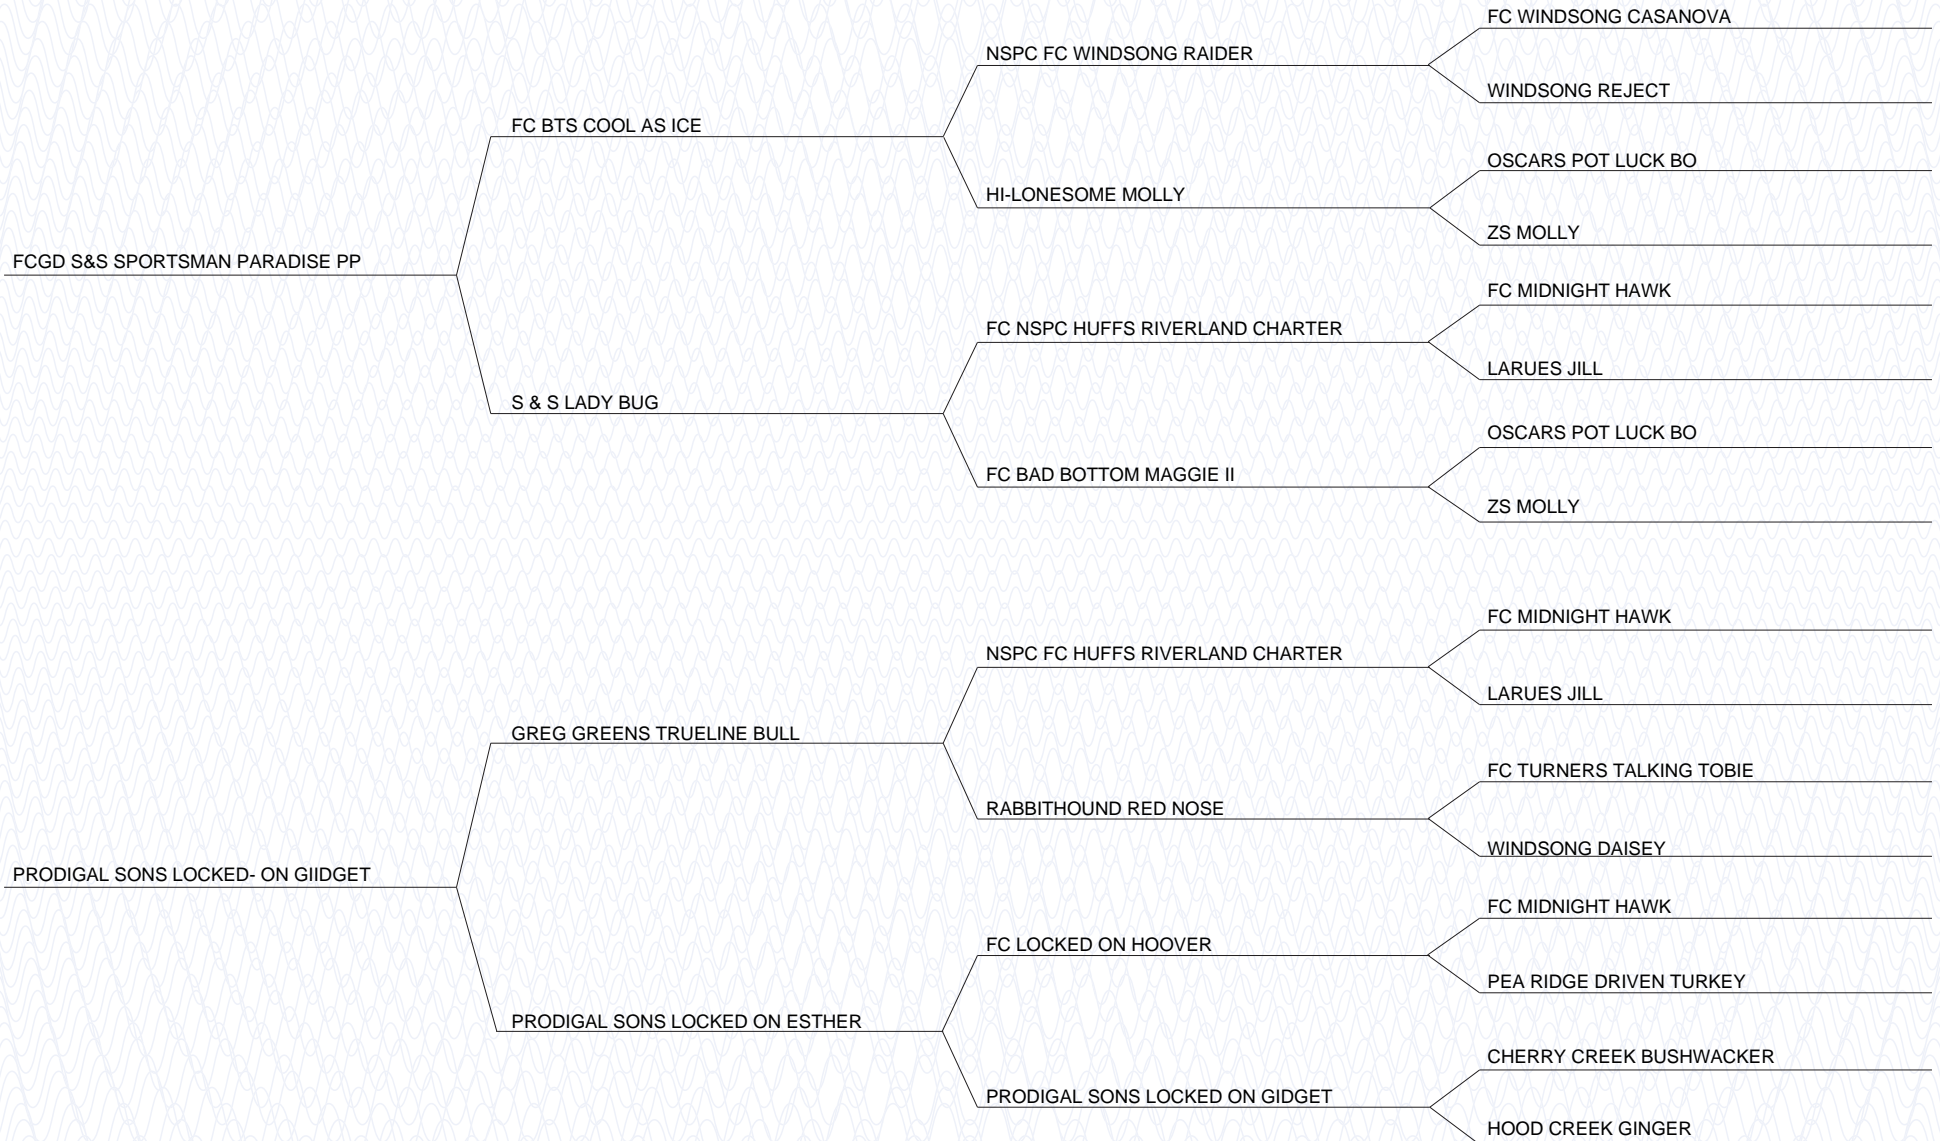 FC WINDSONG CASANOVA
NSPC FC WINDSONG RAIDER
WINDSONG REJECT
FC BTS COOL AS ICE
OSCARS POT LUCK BO
HI-LONESOME MOLLY
ZS MOLLY
FCGD S&S SPORTSMAN PARADISE PP
FC MIDNIGHT HAWK
FC NSPC HUFFS RIVERLAND CHARTER
LARUES JILL
S & S LADY BUG
OSCARS POT LUCK BO
FC BAD BOTTOM MAGGIE II
ZS MOLLY
FC MIDNIGHT HAWK
NSPC FC HUFFS RIVERLAND CHARTER
LARUES JILL
GREG GREENS TRUELINE BULL
FC TURNERS TALKING TOBIE
RABBITHOUND RED NOSE
WINDSONG DAISEY
PRODIGAL SONS LOCKED- ON GIIDGET
FC MIDNIGHT HAWK
FC LOCKED ON HOOVER
PEA RIDGE DRIVEN TURKEY
PRODIGAL SONS LOCKED ON ESTHER
CHERRY CREEK BUSHWACKER
PRODIGAL SONS LOCKED ON GIDGET
HOOD CREEK GINGER